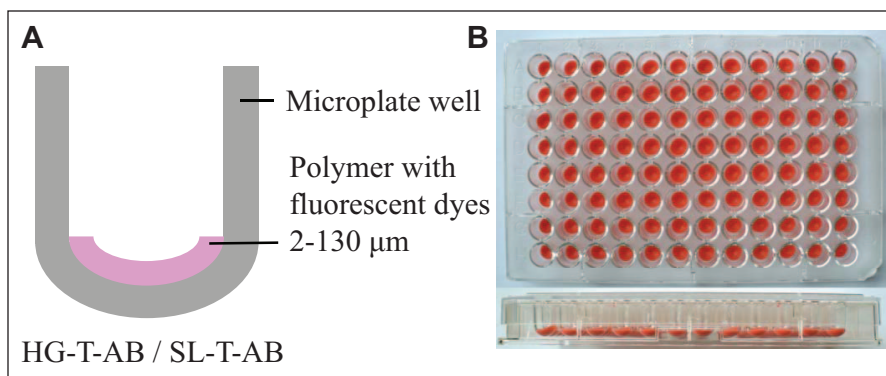 A
Microplate well
Polymer with
fluorescent dyes
2-130 μm
HG-T-AB / SL-T-AB
B